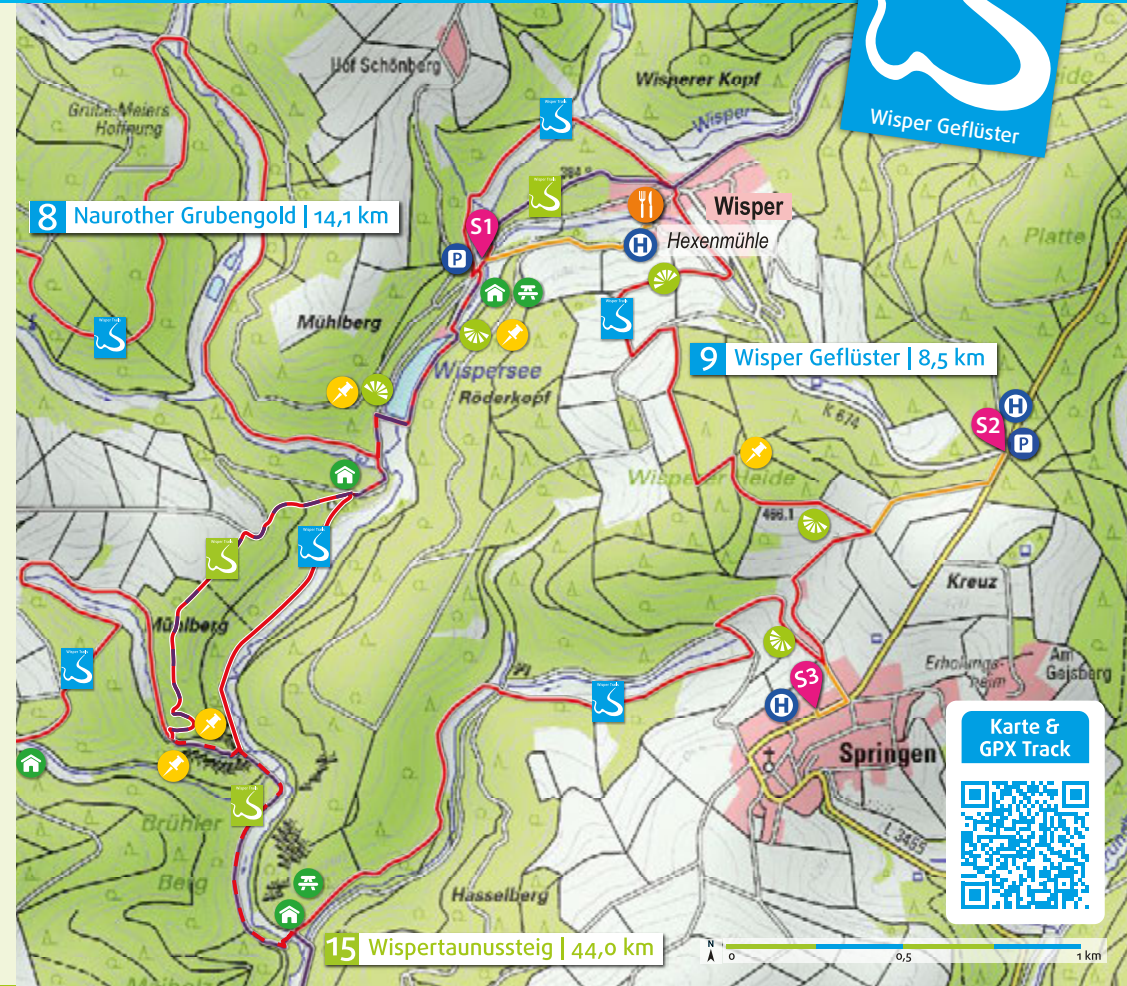 Wisper Geflüster
Hof Schönberg
Wisperer Kopf
Grube Meiers
Hoffnung
Wisper
384
8 Naurother Grubengold | 14,1 km
S1
Wisper
P
H
Hexenmühle
Platte
Mühlberg
Wispersee
Röderkopf
9 Wisper Geflüster | 8,5 km
K 674
H
S2
P
Wisperer Heide
466.1
Kreuz
Mühlberg
Erholungs-
heim
Am
Gaisberg
S3
H
Springen
Karte &
GPX Track
L 3455
Brühler
Berg
Hasselberg
15 Wispertaunussteig | 44,0 km
N
0
0,5
1 km